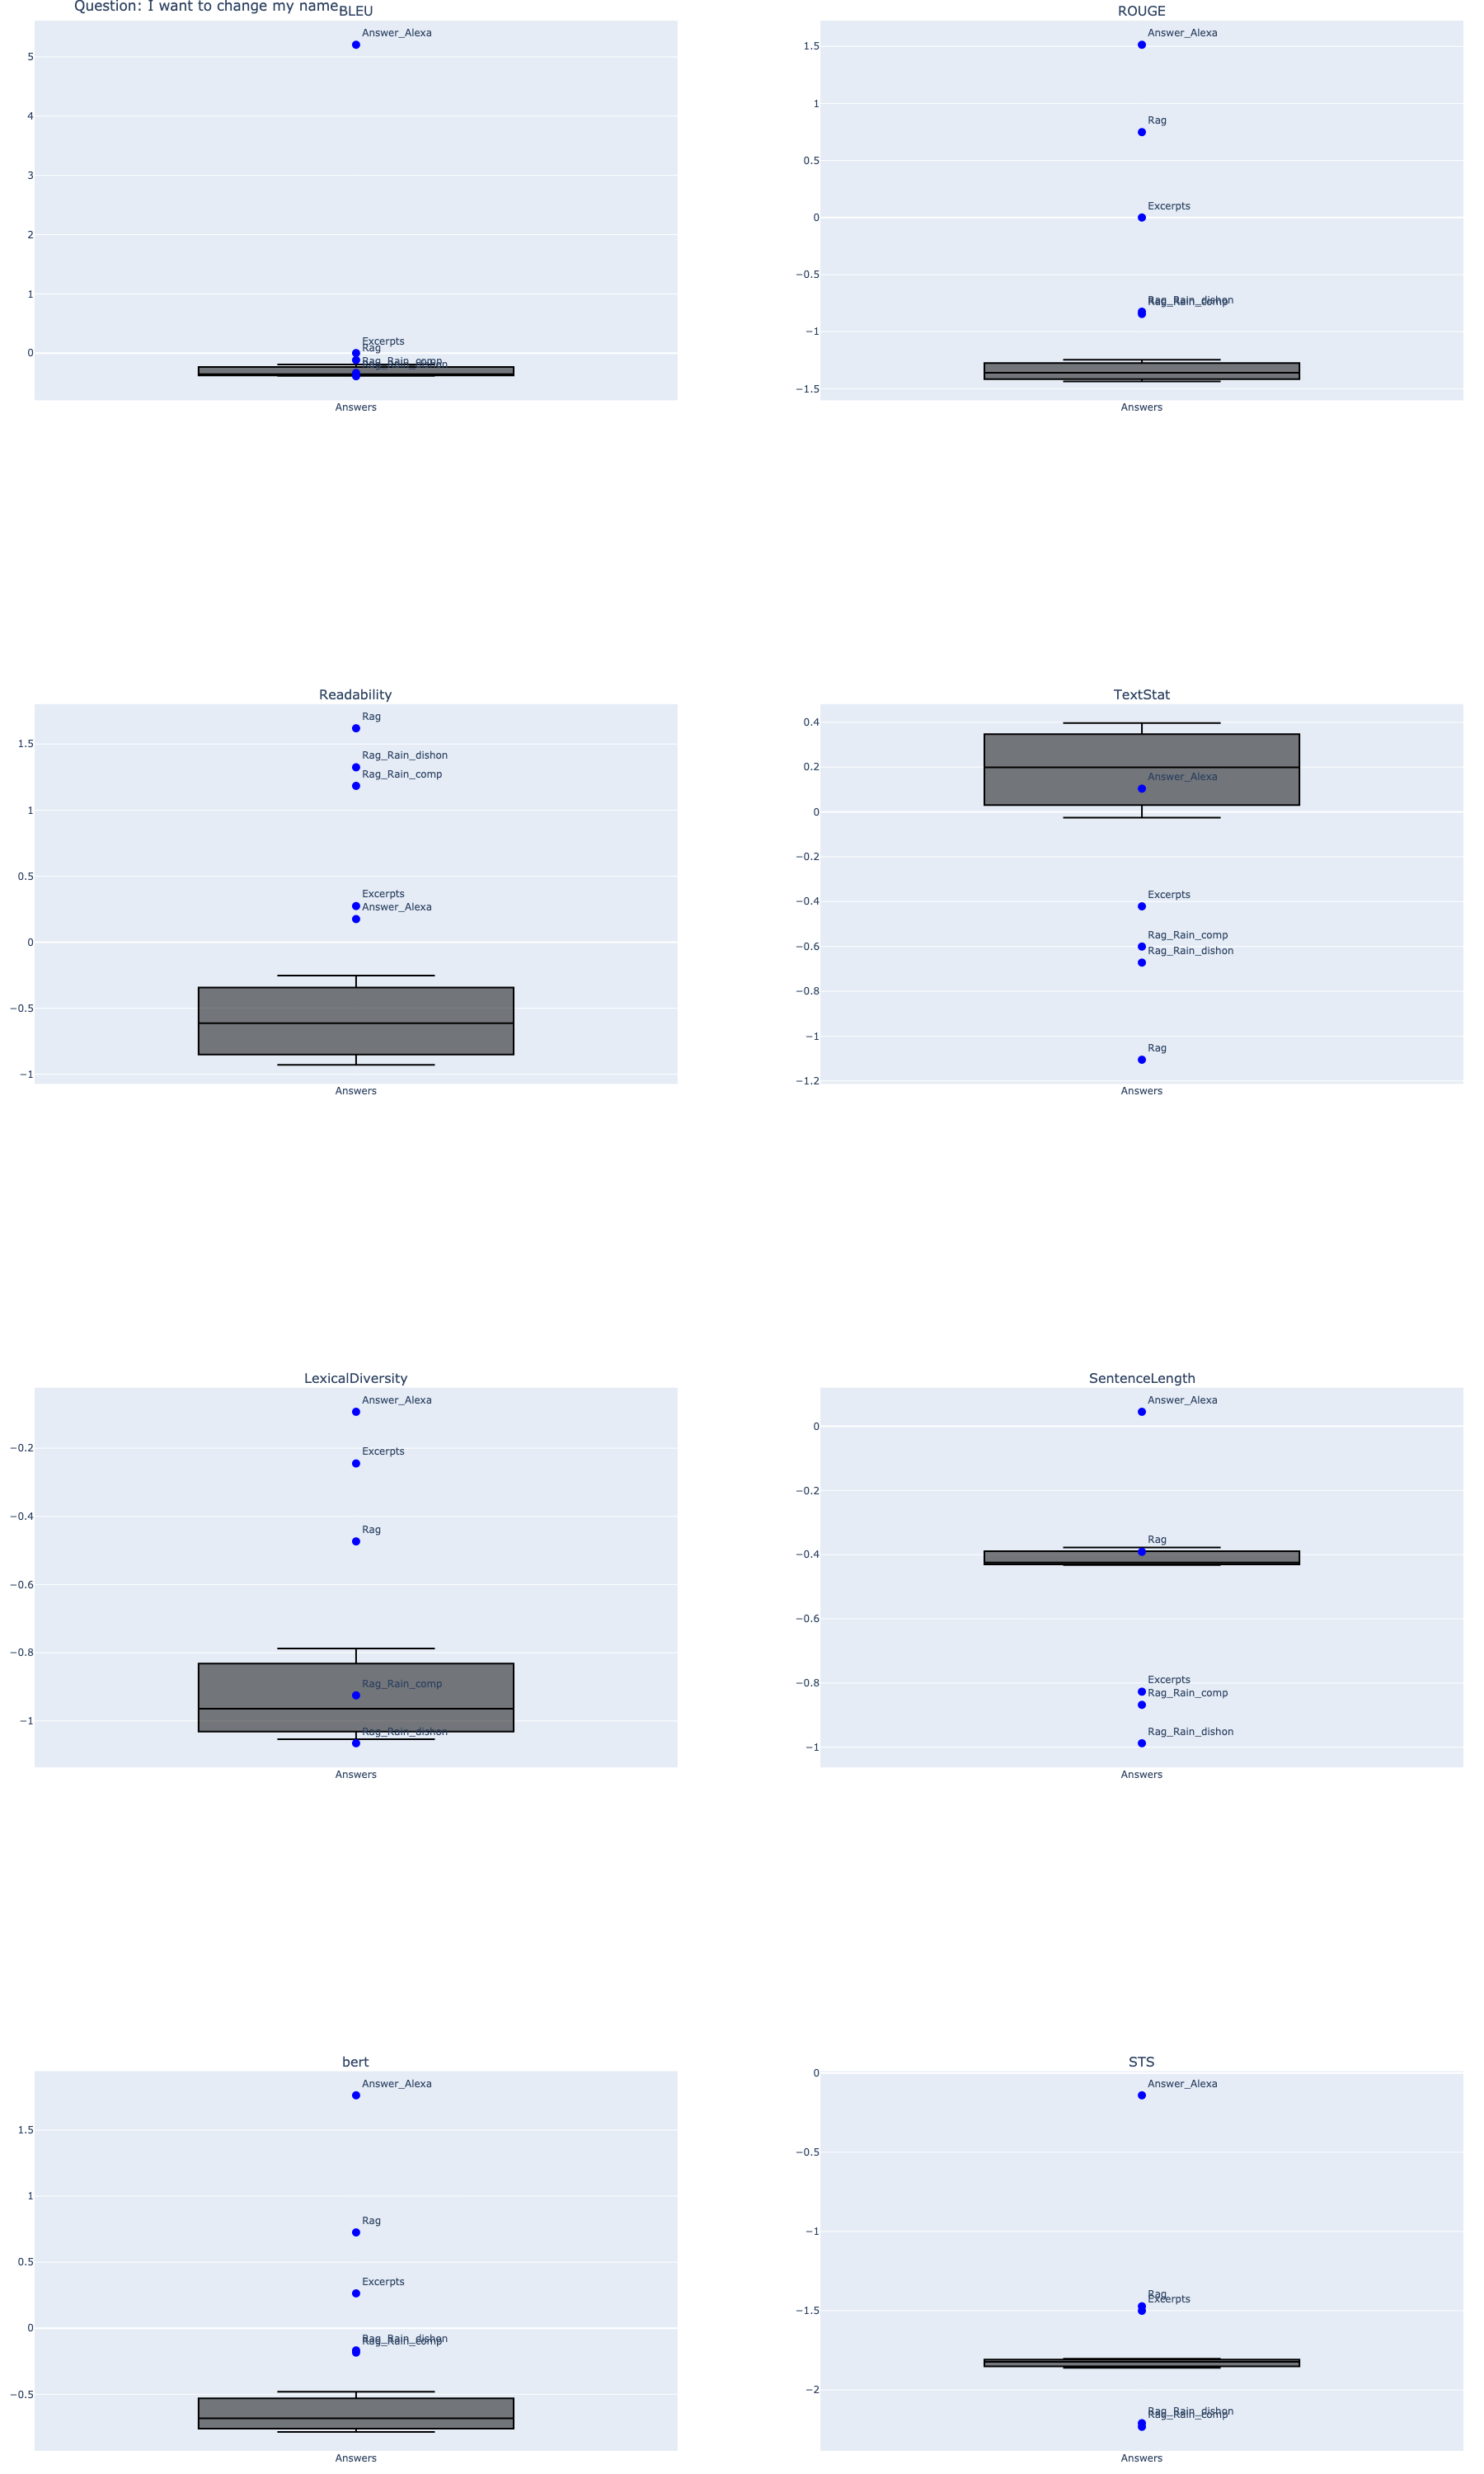 Question: I want to change my name
BLEU
ROUGE
5
4
3
2
1
0
Answer_Alexa
Excerpts
Rag
Rag_Rain_comp
Rag_Rain_dishon
Answers
1.5
1
0.5
0
−0.5
−1
−1.5
Answer_Alexa
Rag
Excerpts
Rag_Rain_dishon
Rag_Rain_comp
Answers
Readability
TextStat
1.5
1
0.5
0
−0.5
−1
Rag
Rag_Rain_dishon
Rag_Rain_comp
Excerpts
Answer_Alexa
Answers
0.4
0.2
0
−0.2
−0.4
−0.6
−0.8
−1
−1.2
Answer_Alexa
Excerpts
Rag_Rain_comp
Rag_Rain_dishon
Rag
Answers
LexicalDiversity
SentenceLength
−0.2
−0.4
−0.6
−0.8
−1
Answer_Alexa
Excerpts
Rag
Rag_Rain_comp
Rag_Rain_dishon
Answers
0
−0.2
−0.4
−0.6
−0.8
−1
Answer_Alexa
Rag
Excerpts
Rag_Rain_comp
Rag_Rain_dishon
Answers
bert
STS
1.5
1
0.5
0
−0.5
Answer_Alexa
Rag
Excerpts
Rag_Rain_dishon
Rag_Rain_comp
Answers
0
−0.5
−1
−1.5
−2
Answer_Alexa
Rag
Excerpts
Rag_Rain_dishon
Rag_Rain_comp
Answers